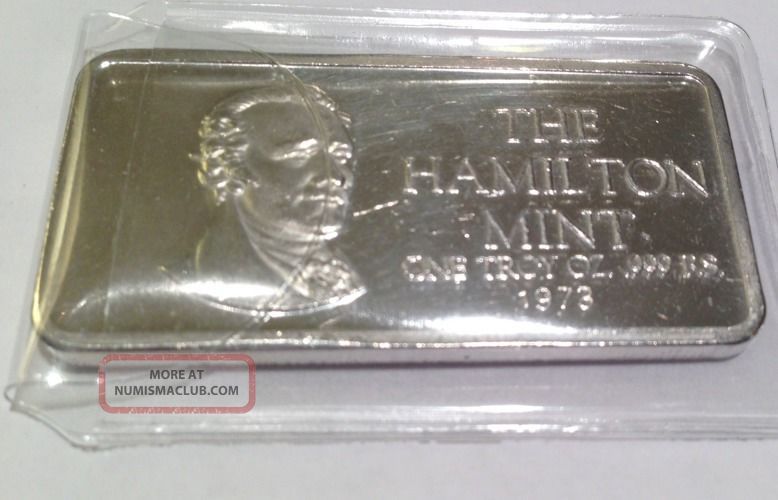 THE
HAMILTON
MINT
ONE TROY OZ. .999 F.S.
1973
MORE AT
NUMISMACLUB.COM